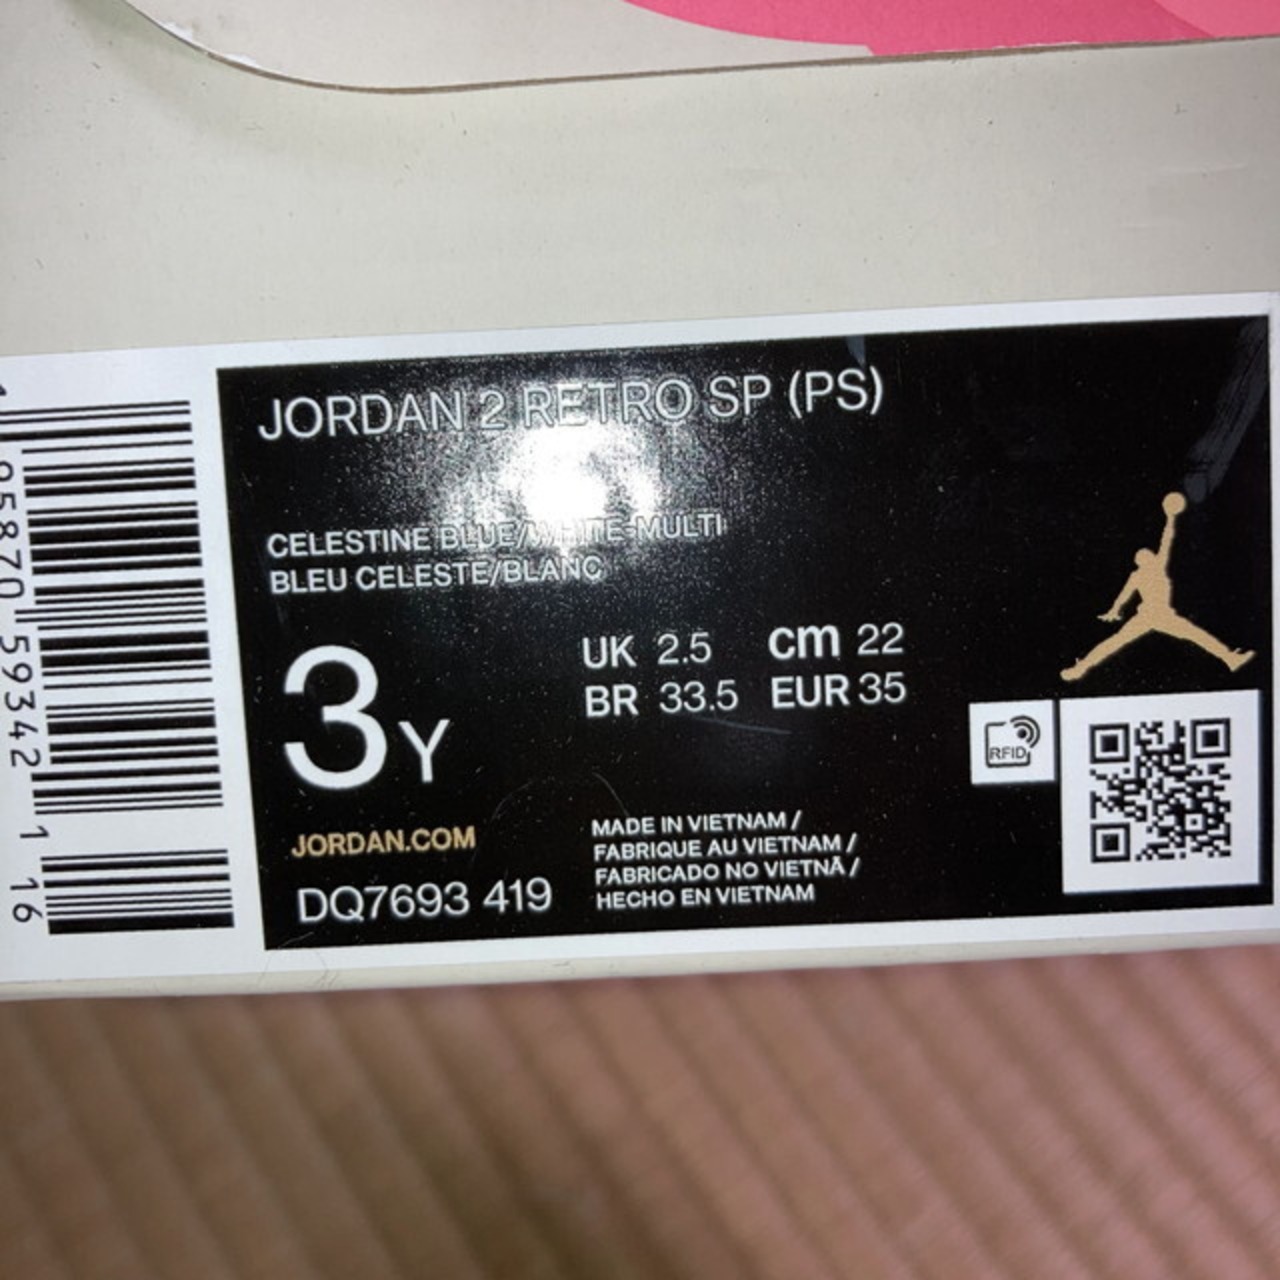 JORDAN 2 RETRO SP (PS)
CELESTINE BLUE/WHITE-MULTI
BLEU CELESTE/BLANC
3Y
UK 2.5 cm 22
BR 33.5 EUR 35
RFID
JORDAN.COM
DQ7693 419
MADE IN VIETNAM /
FABRIQUE AU VIETNAM /
FABRICADO NO VIETNÃ /
HECHO EN VIETNAM
1 95870 59342 1 16